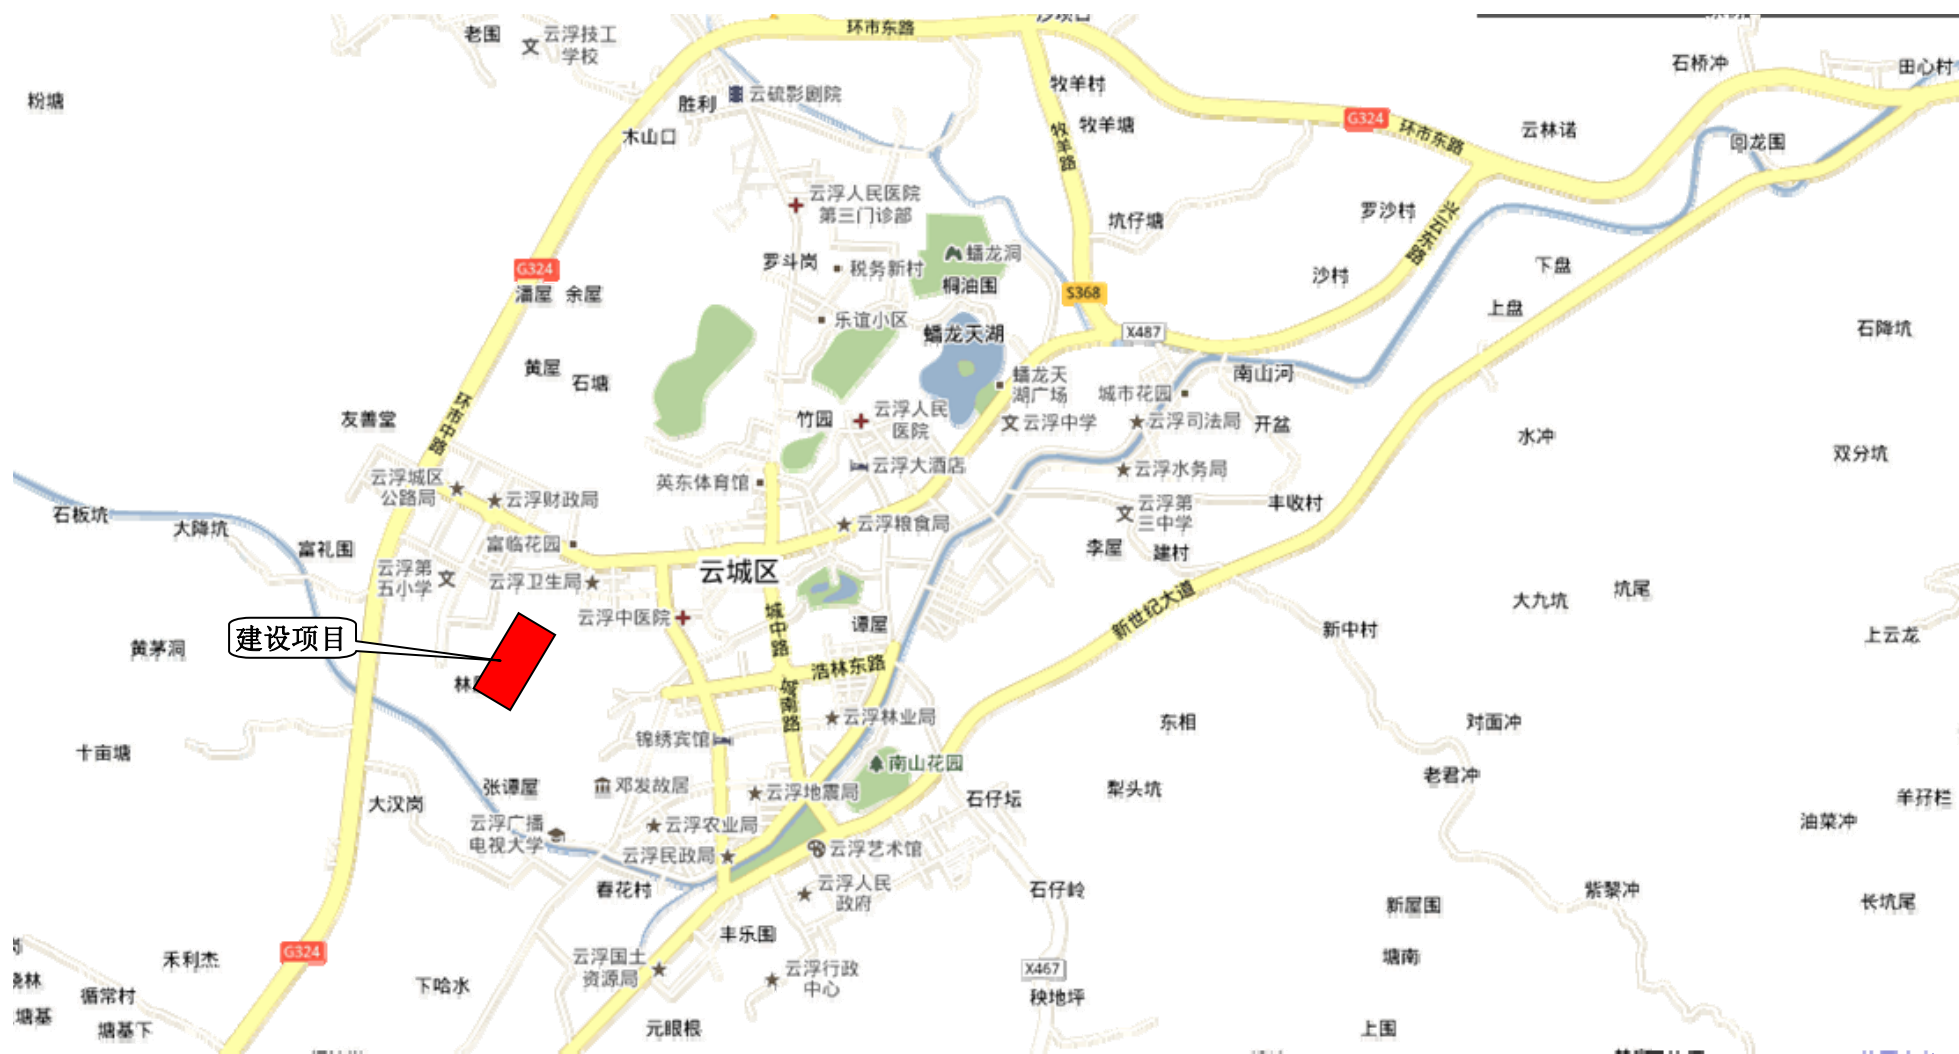 环市东路
老围
云浮技工
学校
石桥冲
田心村
粉塘
胜利
云硫影剧院
牧羊村
牧羊塘
牧羊路
G324
环市东路
云林诺
回龙围
木山口
云浮人民医院
第三门诊部
坑仔塘
罗沙村
兴云东路
罗斗岗
税务新村
蟠龙洞
桐油围
沙村
下盘
G324
潘屋
余屋
S368
上盘
乐谊小区
蟠龙天湖
X487
石降坑
黄屋
石塘
蟠龙天
湖广场
城市花园
南山河
环市中路
友善堂
竹园
云浮人民
医院
云浮中学
云浮司法局
开盆
水冲
双分坑
云浮城区
公路局
云浮财政局
英东体育馆
云浮大酒店
云浮水务局
石板坑
大降坑
云浮粮食局
云浮第
三中学
丰收村
富礼围
富临花园
李屋
建村
云浮第
五小学
云浮卫生局
云城区
新世纪大道
大九坑
坑尾
建设项目
云浮中医院
城中路
谭屋
新中村
上云龙
黄茅洞
浩林东路
林
城南路
云浮林业局
东相
对面冲
十亩塘
锦绣宾馆
南山花园
张谭屋
邓发故居
云浮地震局
石仔坛
犁头坑
老君冲
羊孖栏
大汉岗
云浮广播
电视大学
云浮农业局
油菜冲
云浮民政局
云浮艺术馆
春花村
云浮人民
政府
石仔岭
新屋围
紫黎冲
长坑尾
丰乐围
G324
禾利杰
云浮国土
资源局
云浮行政
中心
X467
塘南
下哈水
循常村
秧地坪
塘基
塘基下
元眼根
上围